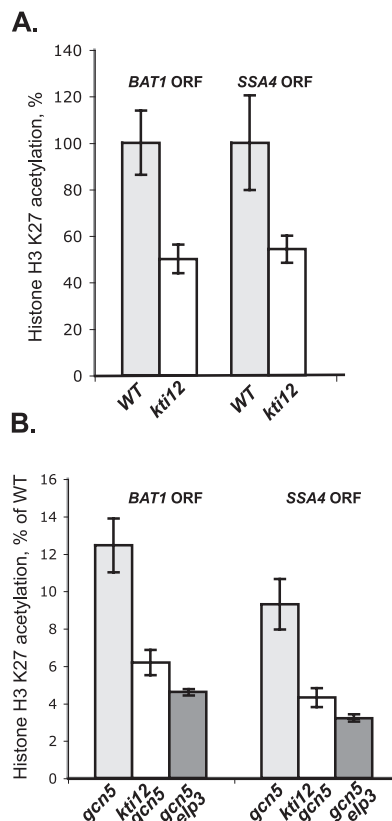 A.
Histone H3 K27 acetylation, %
140
120
100
80
60
40
20
0
BAT1 ORF
SSA4 ORF
WT
kti12
WT
kti12
B.
Histone H3 K27 acetylation, % of WT
16
14
12
10
8
6
4
2
0
BAT1 ORF
SSA4 ORF
gcn5
kti12
gcn5
gcn5
elp3
gcn5
kti12
gcn5
gcn5
elp3